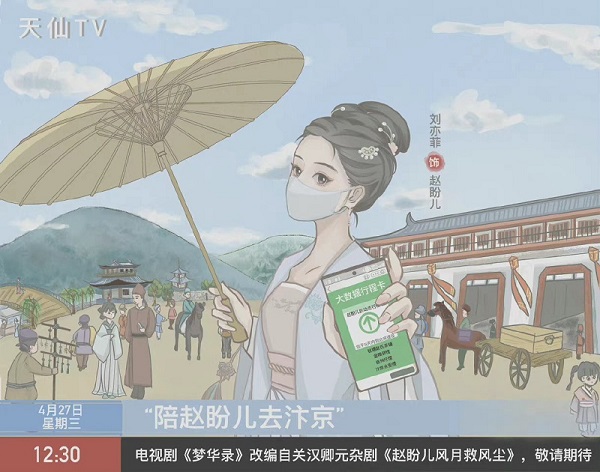 天仙TV
刘亦菲
饰
赵盼儿
大数据行程卡
4月27日
星期三
“陪赵盼儿去汴京”
12:30
电视剧《梦华录》改编自关汉卿元杂剧《赵盼儿风月救风尘》，敬请期待